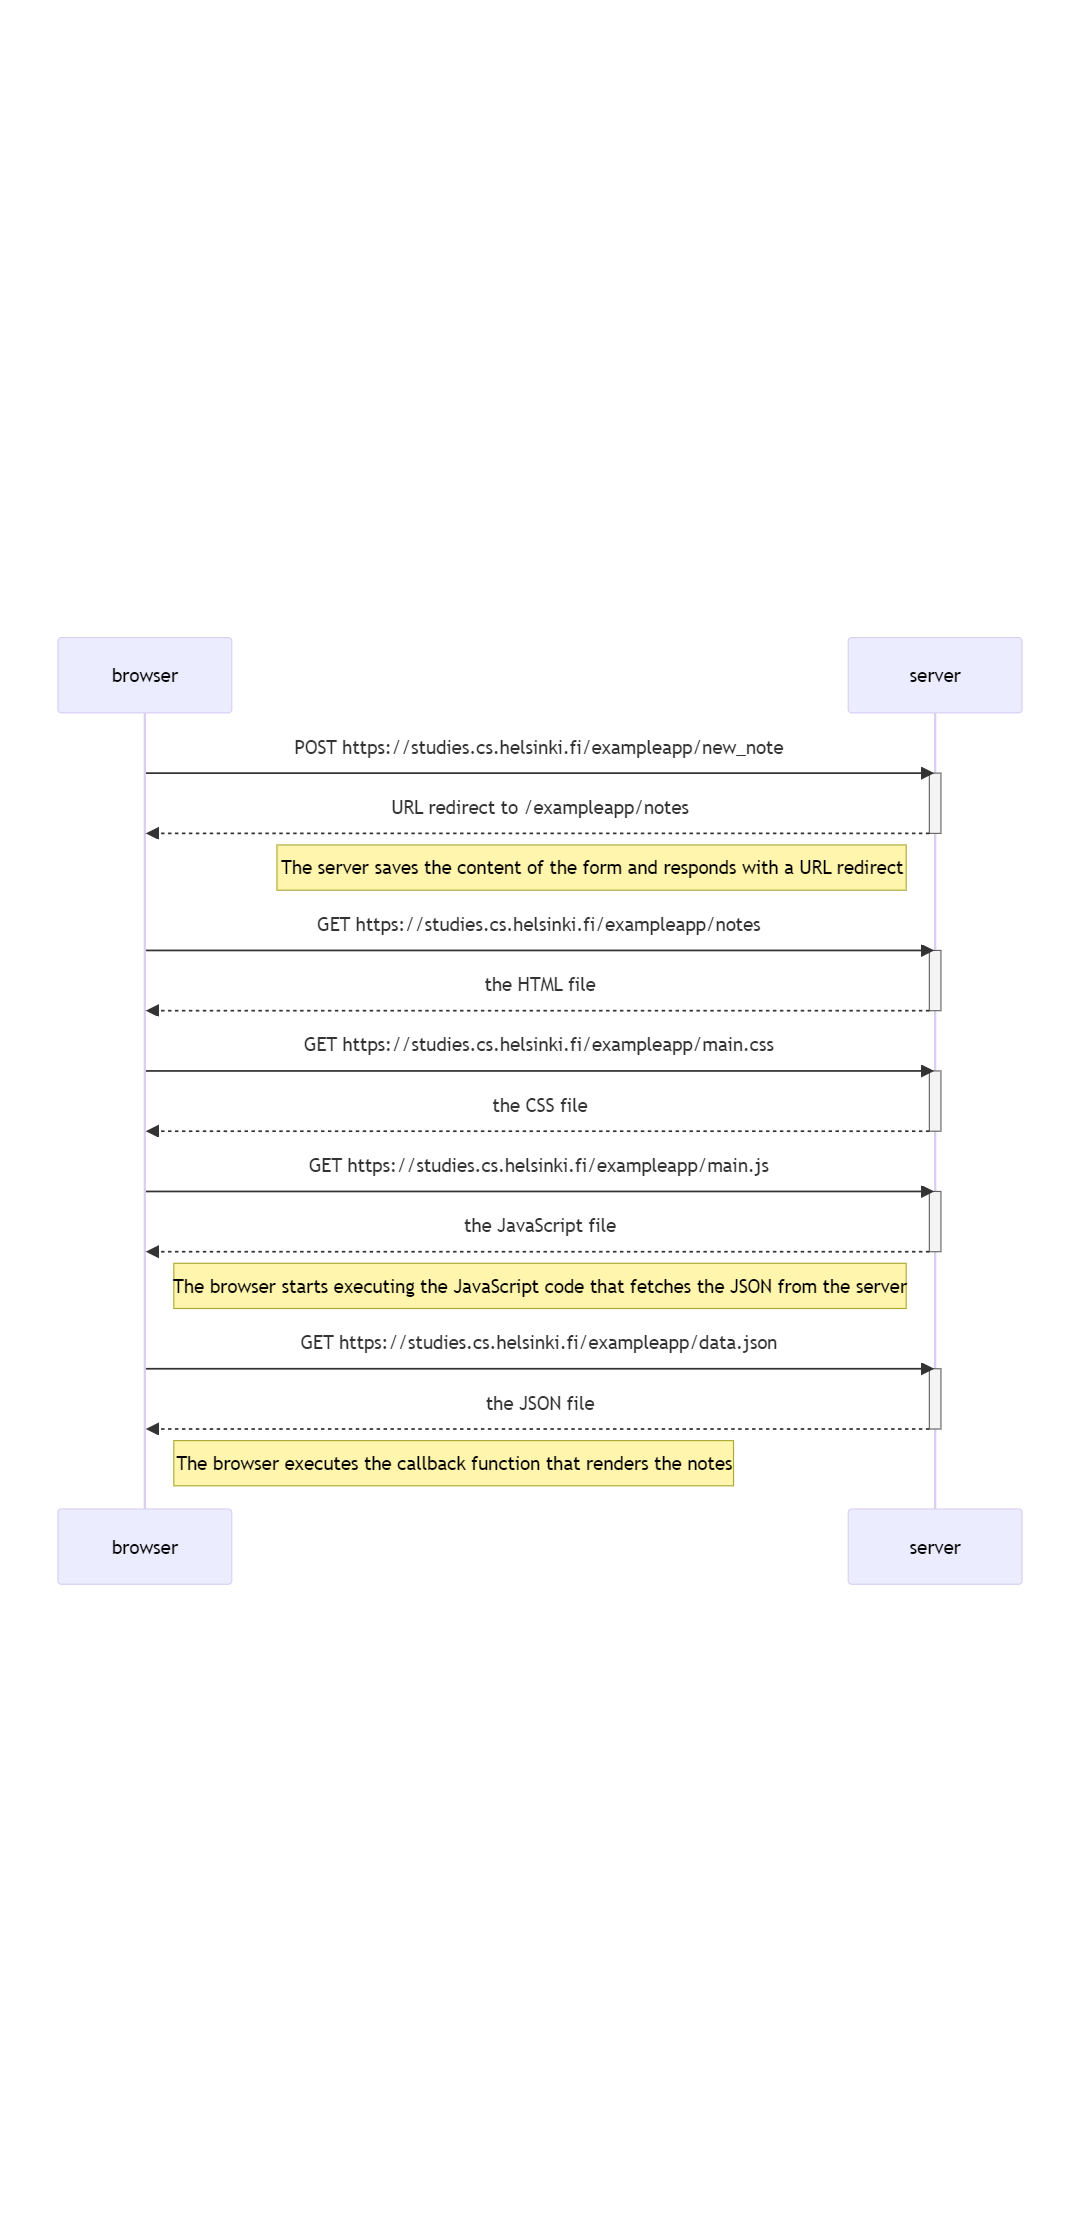 browser
server
POST https://studies.cs.helsinki.fi/exampleapp/new_note
URL redirect to /exampleapp/notes
The server saves the content of the form and responds with a URL redirect
GET https://studies.cs.helsinki.fi/exampleapp/notes
the HTML file
GET https://studies.cs.helsinki.fi/exampleapp/main.css
the CSS file
GET https://studies.cs.helsinki.fi/exampleapp/main.js
the JavaScript file
The browser starts executing the JavaScript code that fetches the JSON from the server
GET https://studies.cs.helsinki.fi/exampleapp/data.json
the JSON file
The browser executes the callback function that renders the notes
browser
server